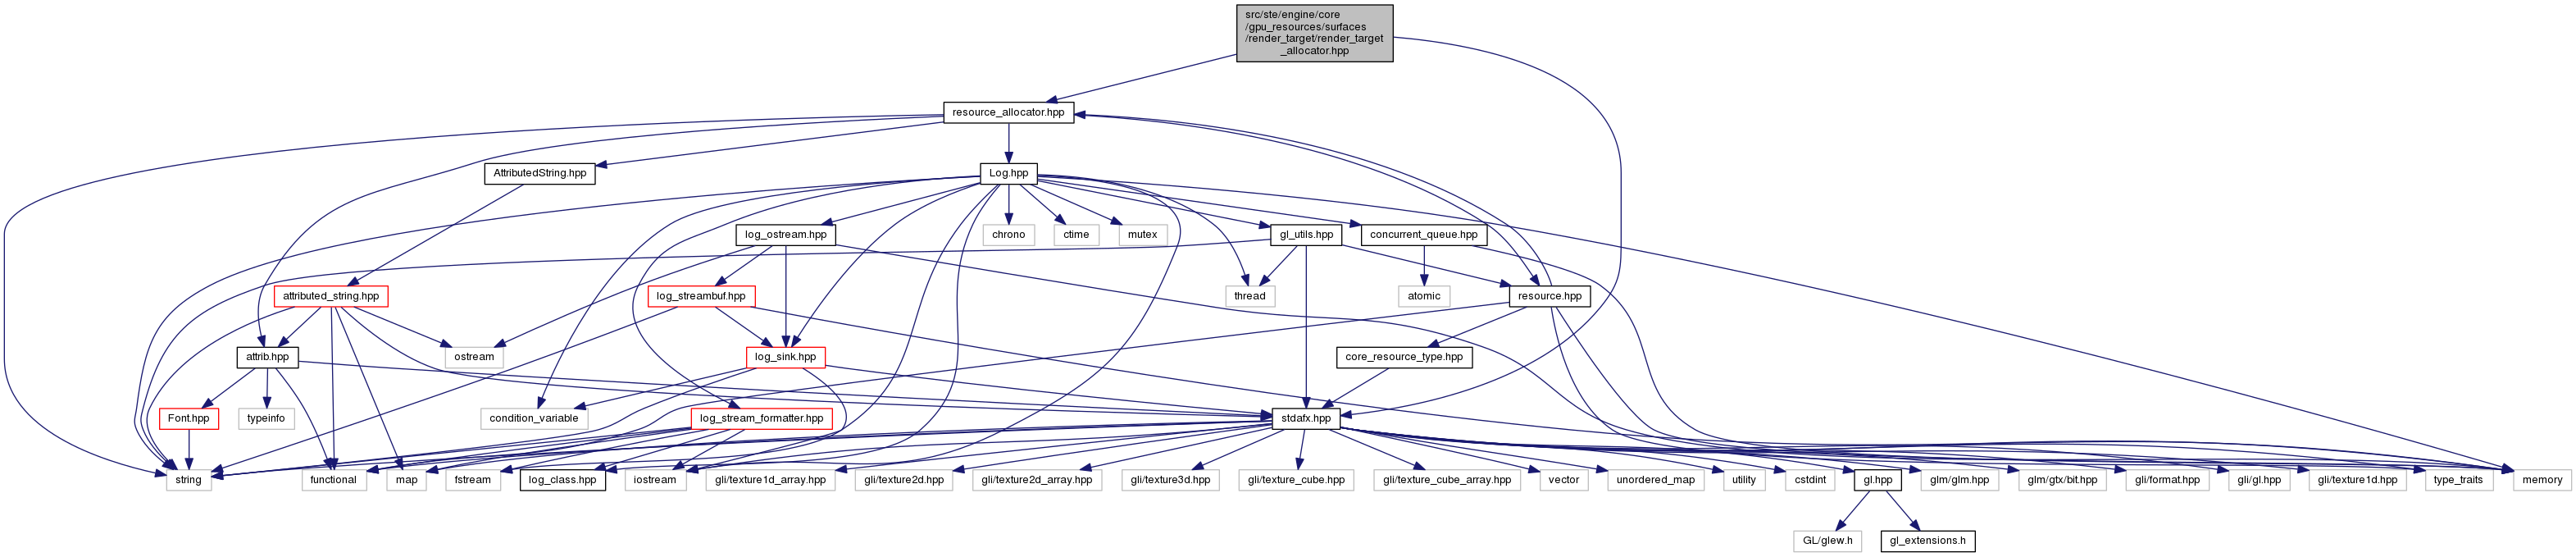 src/ste/engine/core
/gpu_resources/surfaces
/render_target/render_target
_allocator.hpp
resource_allocator.hpp
AttributedString.hpp
Log.hpp
log_ostream.hpp
chrono
ctime
mutex
gl_utils.hpp
concurrent_queue.hpp
attributed_string.hpp
log_streambuf.hpp
thread
atomic
resource.hpp
attrib.hpp
ostream
log_sink.hpp
core_resource_type.hpp
Font.hpp
typeinfo
condition_variable
log_stream_formatter.hpp
stdafx.hpp
string
functional
map
fstream
log_class.hpp
iostream
gli/texture1d_array.hpp
gli/texture2d.hpp
gli/texture2d_array.hpp
gli/texture3d.hpp
gli/texture_cube.hpp
gli/texture_cube_array.hpp
vector
unordered_map
utility
cstdint
gl.hpp
glm/glm.hpp
glm/gtx/bit.hpp
gli/format.hpp
gli/gl.hpp
gli/texture1d.hpp
type_traits
memory
GL/glew.h
gl_extensions.h